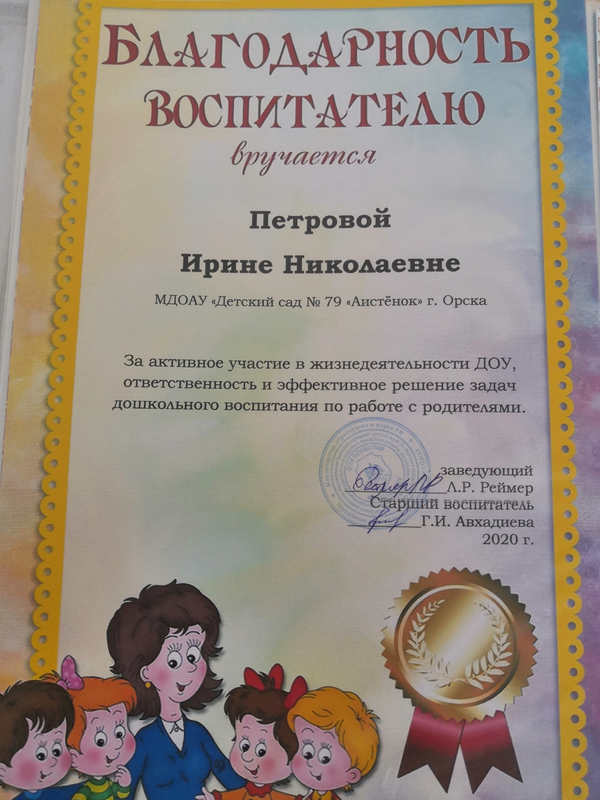 Благодарность
воспитателю
вручается
Петровой
Ирине Николаевне
МДОАУ «Детский сад № 79 «Аистёнок» г. Орска
За активное участие в жизнедеятельности ДОУ,
ответственность и эффективное решение задач
дошкольного воспитания по работе с родителями.
заведующий
Л.Р. Реймер
Старший воспитатель
Г.И. Авхадиева
2020 г.